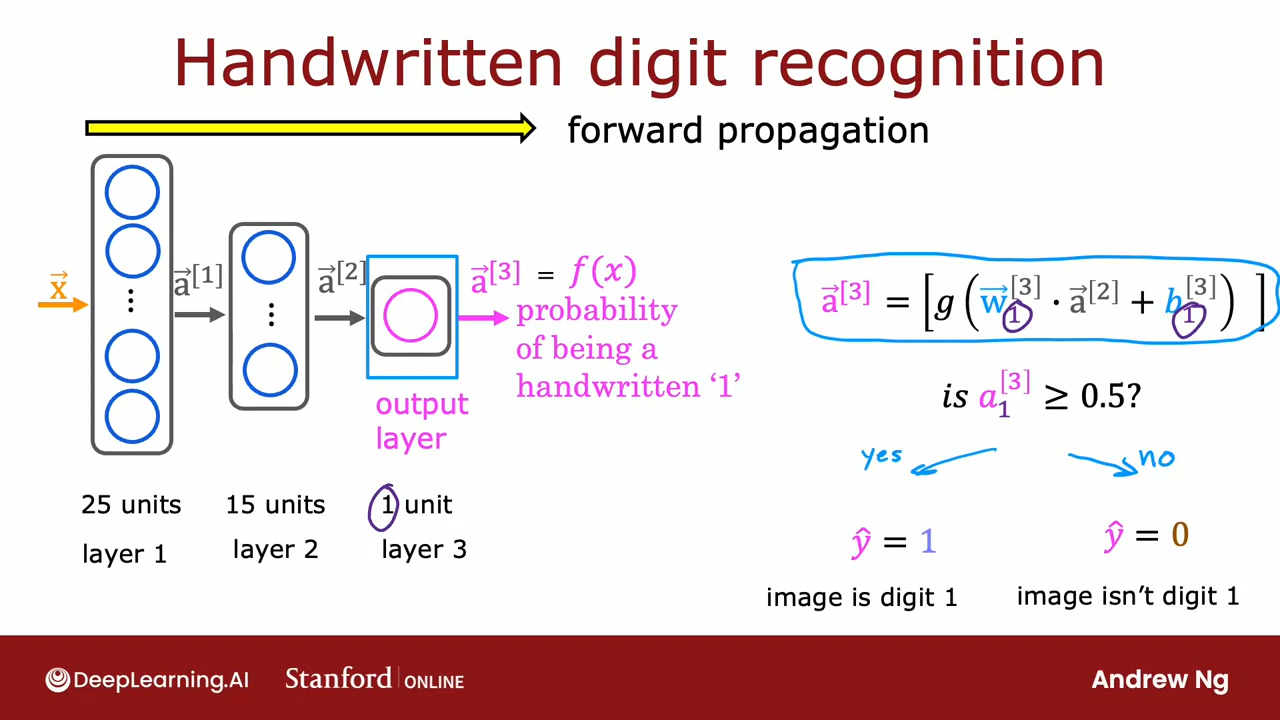 Handwritten digit recognition
forward propagation
x⃗
a⃗[1]
a⃗[2]
a⃗[3] = f(x)
probability
of being a
handwritten ‘1’
output
layer
25 units
15 units
1 unit
layer 1
layer 2
layer 3
a⃗[3] = [g(w⃗1[3] · a⃗[2] + b1[3])]
is a1[3] ≥ 0.5?
yes
no
ŷ = 1
ŷ = 0
image is digit 1
image isn’t digit 1
DeepLearning.AI
Stanford | ONLINE
Andrew Ng